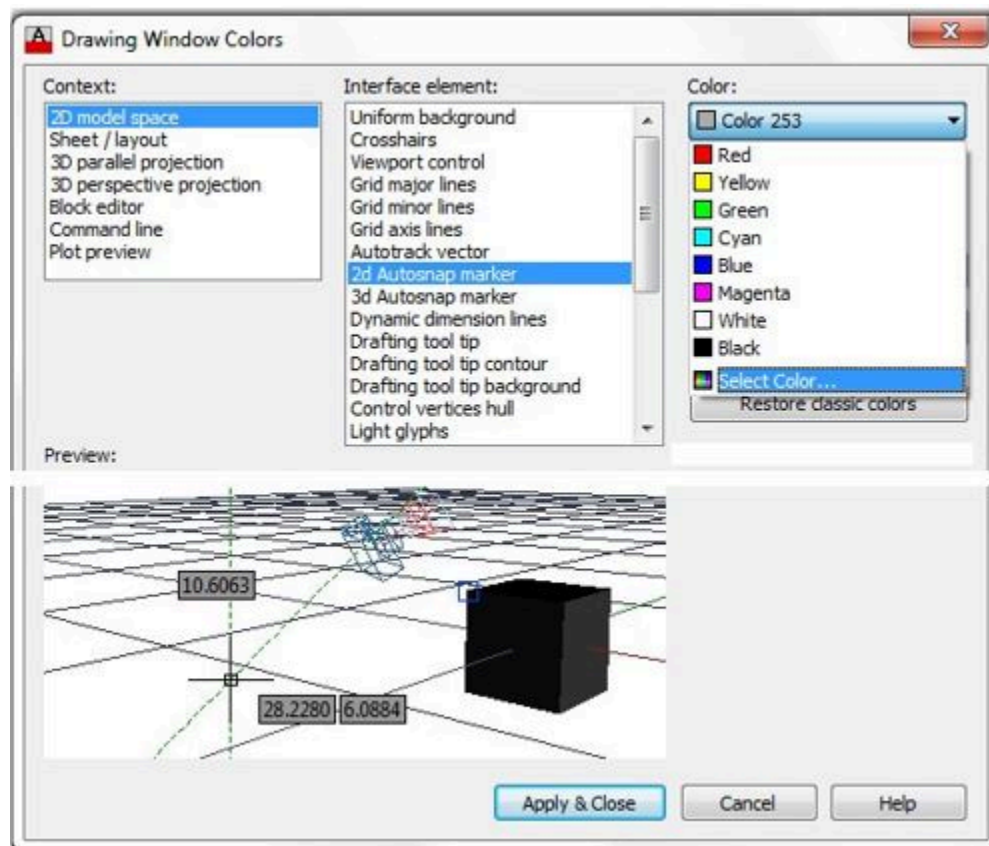 Drawing Window Colors
Context:
2D model space
Sheet / layout
3D parallel projection
3D perspective projection
Block editor
Command line
Plot preview
Interface element:
Uniform background
Crosshairs
Viewport control
Grid major lines
Grid minor lines
Grid axis lines
Autotrack vector
2d Autosnap marker
3d Autosnap marker
Dynamic dimension lines
Drafting tool tip
Drafting tool tip contour
Drafting tool tip background
Control vertices hull
Light glyphs
Color:
Color 253
Red
Yellow
Green
Cyan
Blue
Magenta
White
Black
Select Color...
Restore classic colors
Preview:
10.6063
28.2280 6.0884
Apply & Close
Cancel
Help